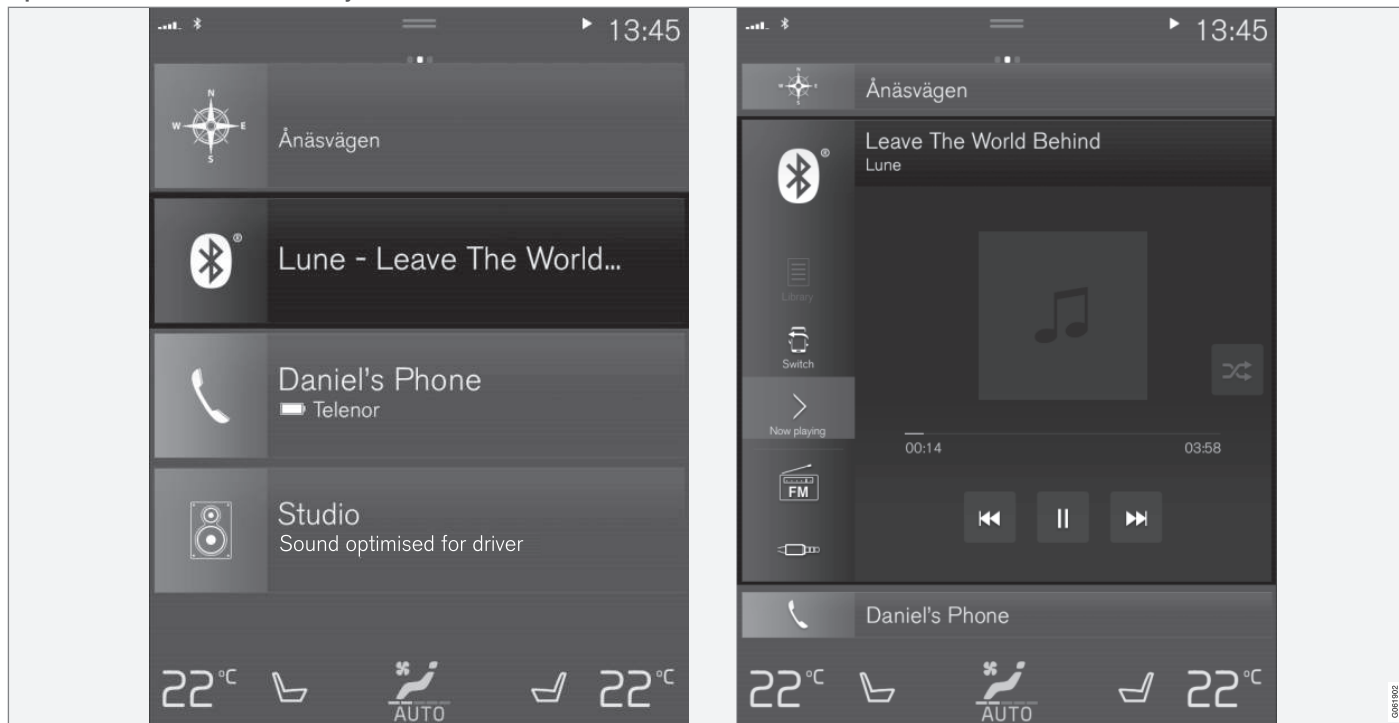 13:45
N
W E
S
Ånäsvägen
®
Lune - Leave The World...
Daniel's Phone
Telenor
Studio
Sound optimised for driver
22°C
AUTO
22°C
13:45
N
W E
S
Ånäsvägen
®
Leave The World Behind
Lune
Library
Switch
Now playing
00:14
03:58
FM
Daniel's Phone
22°C
AUTO
22°C
G061902